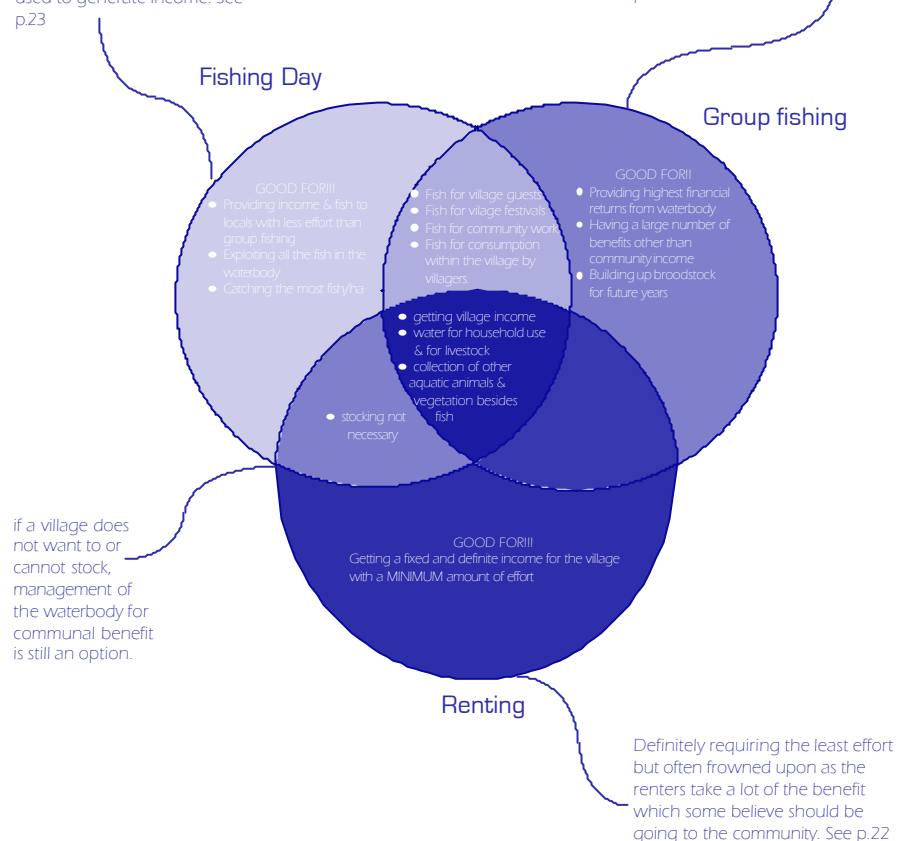 used to generate income. See
p.23
Fishing Day
Group fishing
GOOD FOR!!!
• Providing income & fish to
locals with less effort than
group fishing
• Exploiting all the fish in the
waterbody
• Catching the most fish/ha
• Fish for village guests
• Fish for vilage festivals
• Fish for community work
• Fish for consumption
within the village by
villagers.
GOOD FOR!!
• Providing highest financial
returns from waterbody
• Having a large number of
benefits other than
community income
• Building up broodstock
for future years
• getting village income
• water for household use
& for livestock
• collection of other
aquatic animals &
vegetation besides
fish
• stocking not
necessary
if a village does
not want to or
cannot stock,
management of
the waterbody for
communal benefit
is still an option.
GOOD FOR!!!
Getting a fixed and definite income for the village
with a MINIMUM amount of effort
Renting
Definitely requiring the least effort
but often frowned upon as the
renters take a lot of the benefit
which some believe should be
going to the community. See p.22